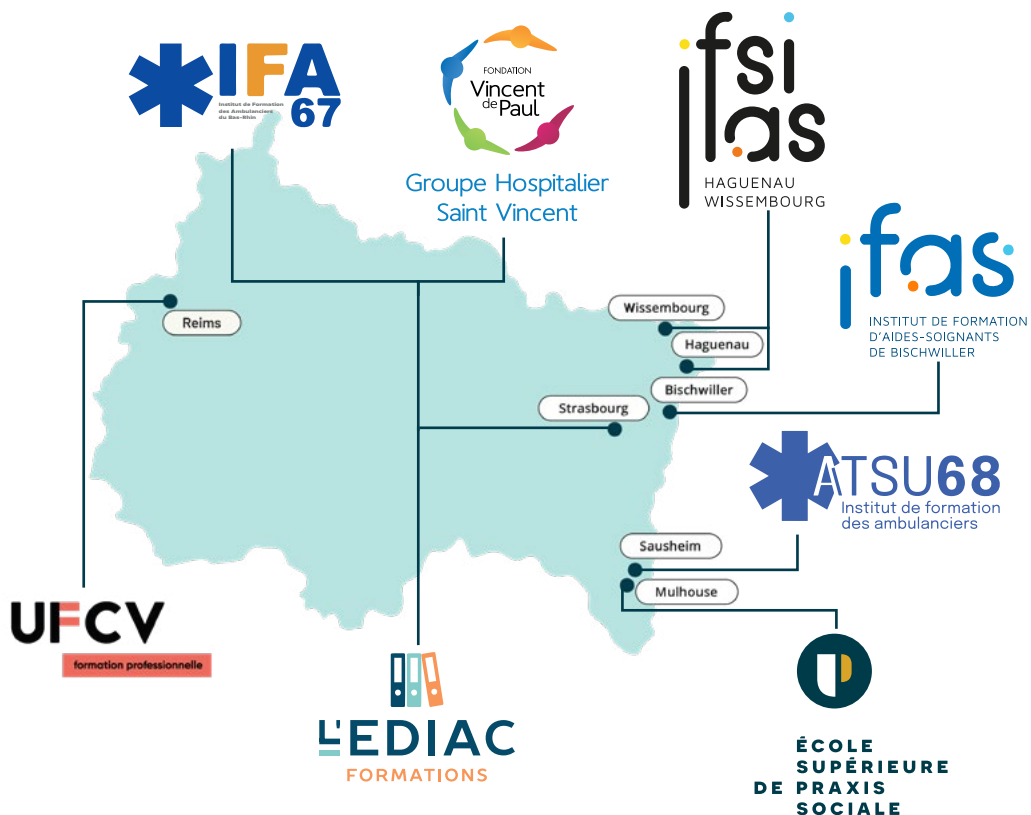 IFA
67
Institut de Formation
des Ambulanciers
du Bas-Rhin
FONDATION
Vincent
de Paul
Groupe Hospitalier
Saint Vincent
ifsi
ifas
HAGUENAU
WISSEMBOURG
ifas
INSTITUT DE FORMATION
D'AIDES-SOIGNANTS
DE BISCHWILLER
Reims
Wissembourg
Haguenau
Bischwiller
Strasbourg
ATSU68
Institut de formation
des ambulanciers
Sausheim
Mulhouse
UFCV
formation professionnelle
L'EDIAC
FORMATIONS
UP
ÉCOLE
SUPÉRIEURE
DE PRAXIS
SOCIALE